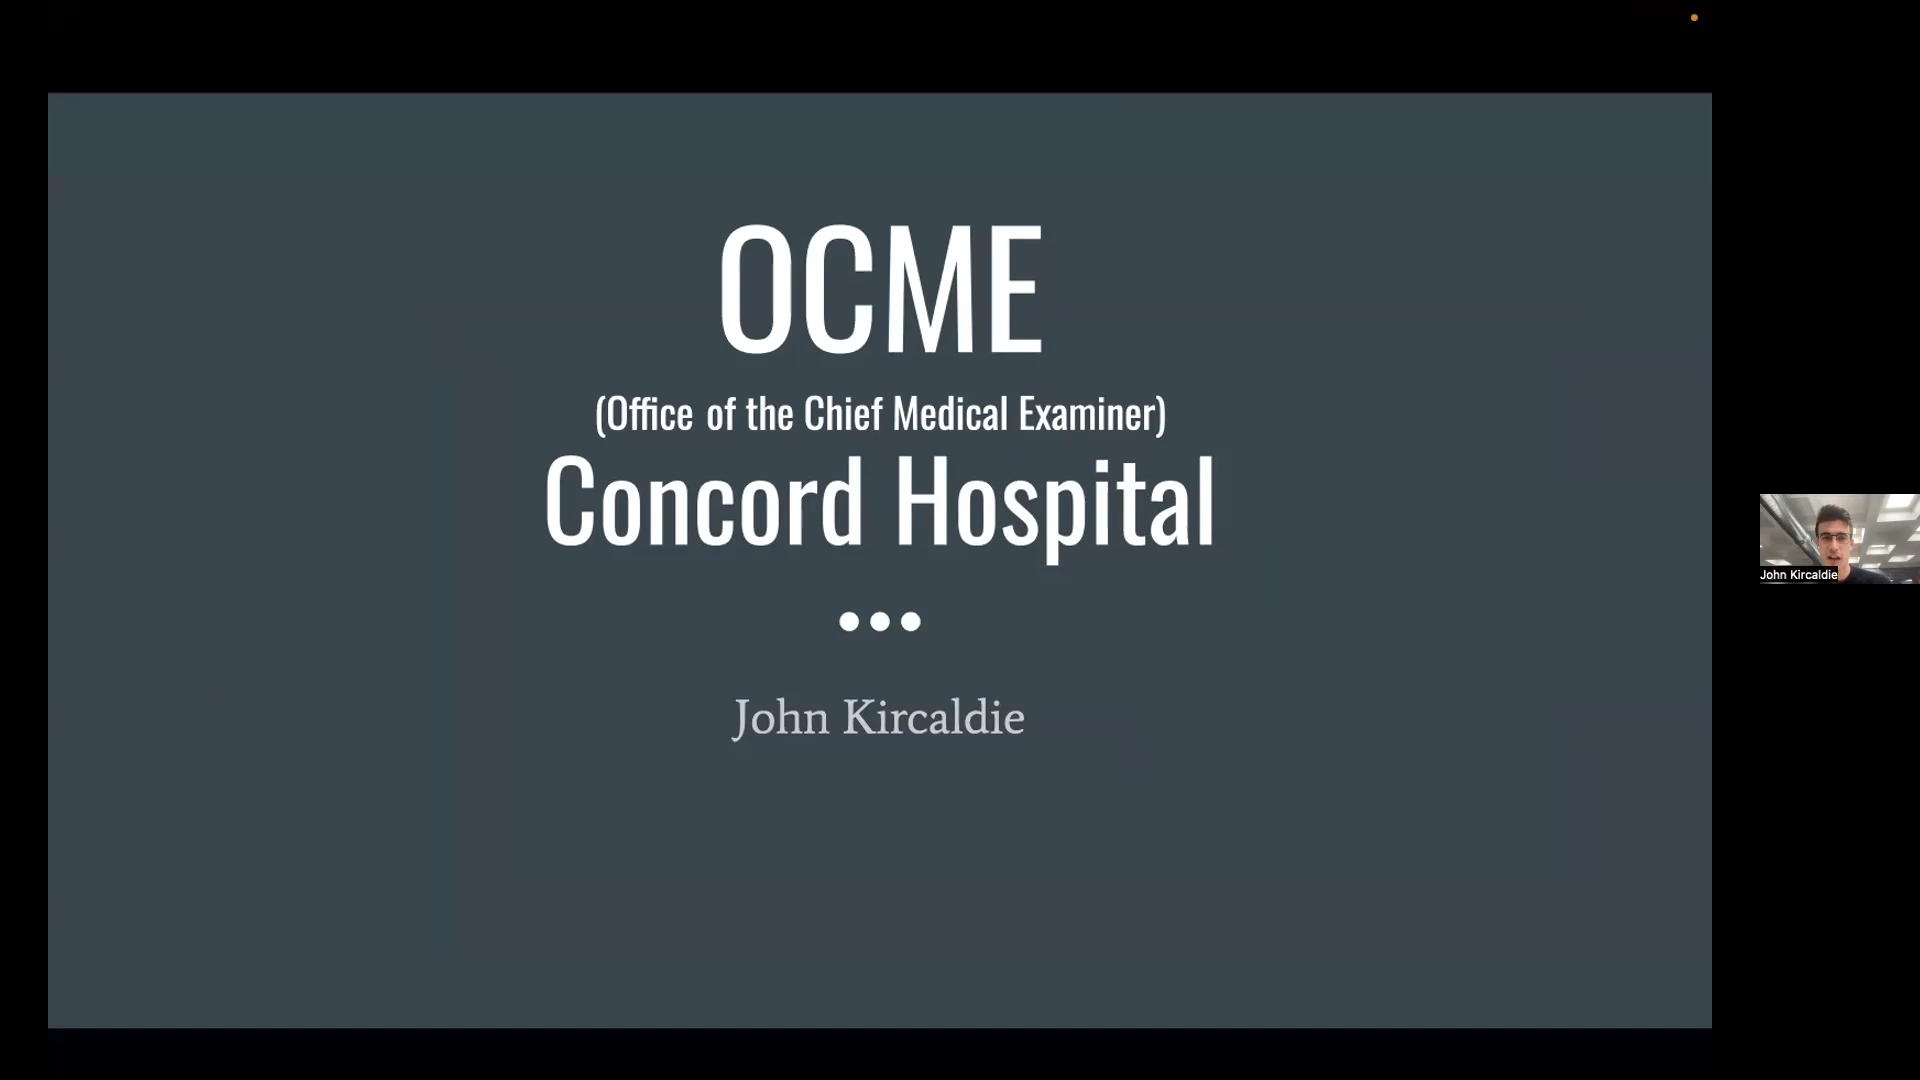 OCME
(Office of the Chief Medical Examiner)
Concord Hospital
John Kircaldie
John Kircaldie